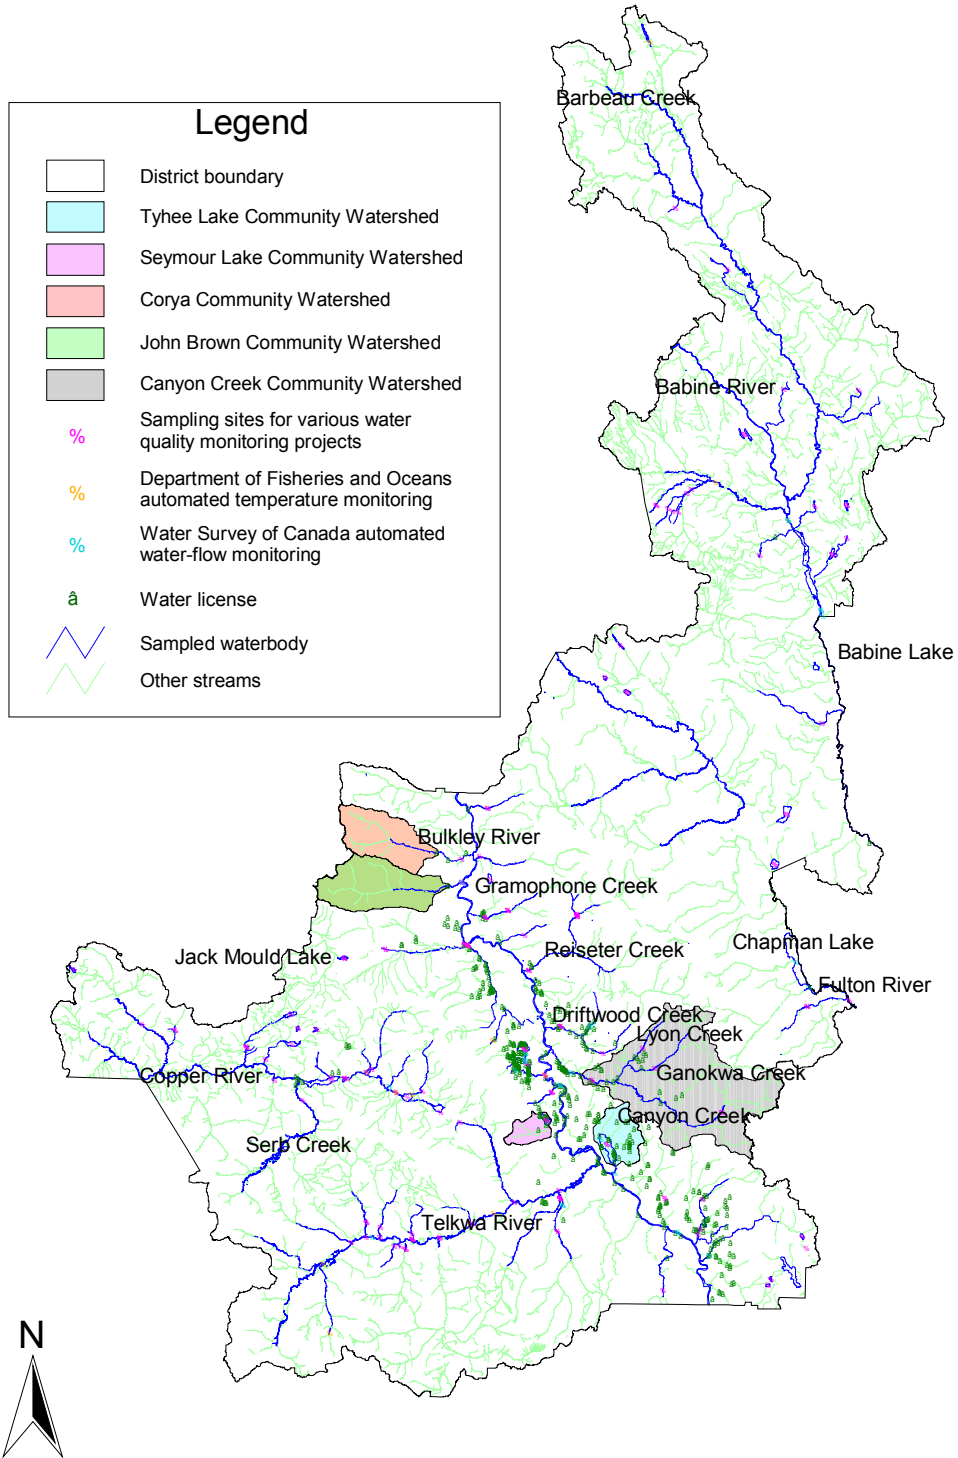 Legend
District boundary
Tyhee Lake Community Watershed
Seymour Lake Community Watershed
Corya Community Watershed
John Brown Community Watershed
Canyon Creek Community Watershed
% Sampling sites for various water
quality monitoring projects
% Department of Fisheries and Oceans
automated temperature monitoring
% Water Survey of Canada automated
water-flow monitoring
â Water license
Sampled waterbody
Other streams
Barbeau Creek
Babine River
Babine Lake
Bulkley River
Gramophone Creek
Reiseter Creek
Chapman Lake
Jack Mould Lake
Fulton River
Driftwood Creek
Lyon Creek
Ganokwa Creek
Copper River
Canyon Creek
Serb Creek
Telkwa River
N